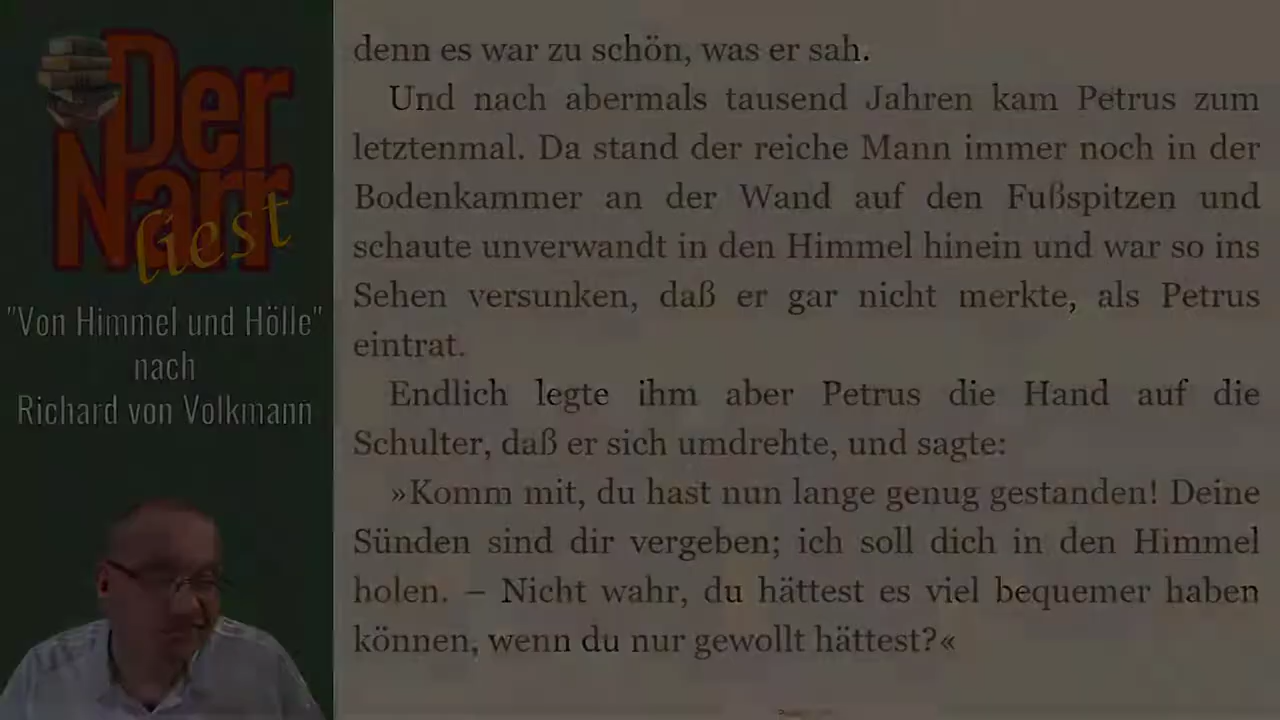 Der
Narr
liest
"Von Himmel und Hölle"
nach
Richard von Volkmann
denn es war zu schön, was er sah.
Und nach abermals tausend Jahren kam Petrus zum
letztenmal. Da stand der reiche Mann immer noch in der
Bodenkammer an der Wand auf den Fußspitzen und
schaute unverwandt in den Himmel hinein und war so ins
Sehen versunken, daß er gar nicht merkte, als Petrus
eintrat.
Endlich legte ihm aber Petrus die Hand auf die
Schulter, daß er sich umdrehte, und sagte:
»Komm mit, du hast nun lange genug gestanden! Deine
Sünden sind dir vergeben; ich soll dich in den Himmel
holen. – Nicht wahr, du hättest es viel bequemer haben
können, wenn du nur gewollt hättest?«